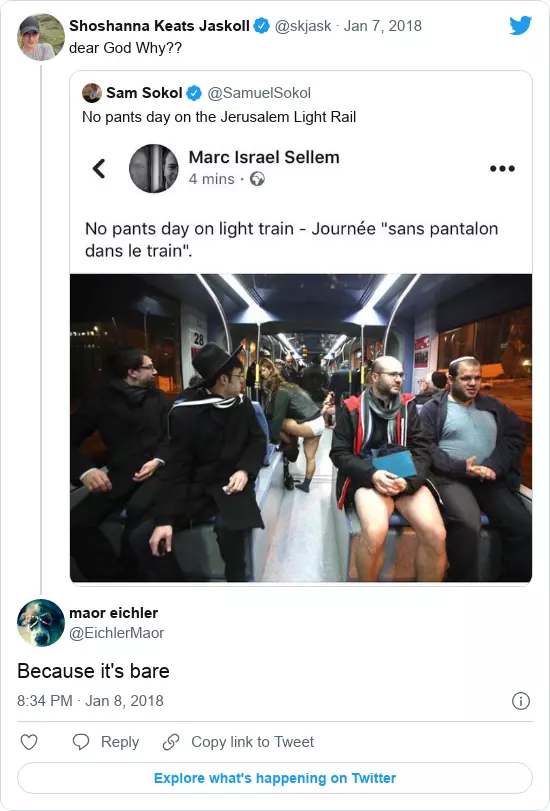 Shoshanna Keats Jaskoll @skjask · Jan 7, 2018
dear God Why??
Sam Sokol @SamuelSokol
No pants day on the Jerusalem Light Rail
Marc Israel Sellem
4 mins ·
No pants day on light train - Journée "sans pantalon
dans le train".
28
maor eichler
@EichlerMaor
Because it's bare
8:34 PM · Jan 8, 2018
Reply Copy link to Tweet
Explore what's happening on Twitter